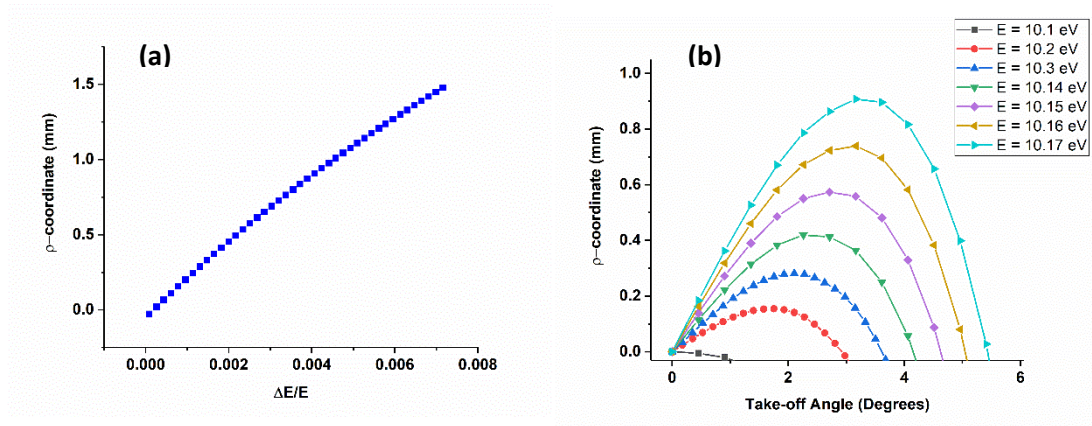 (a)
ρ−coordinate (mm)
1.5
1.0
0.5
0.0
0.000 0.002 0.004 0.006 0.008
ΔE/E
(b)
E = 10.1 eV
E = 10.2 eV
E = 10.3 eV
E = 10.14 eV
E = 10.15 eV
E = 10.16 eV
E = 10.17 eV
ρ−coordinate (mm)
1.0
0.8
0.6
0.4
0.2
0.0
0 2 4 6
Take-off Angle (Degrees)